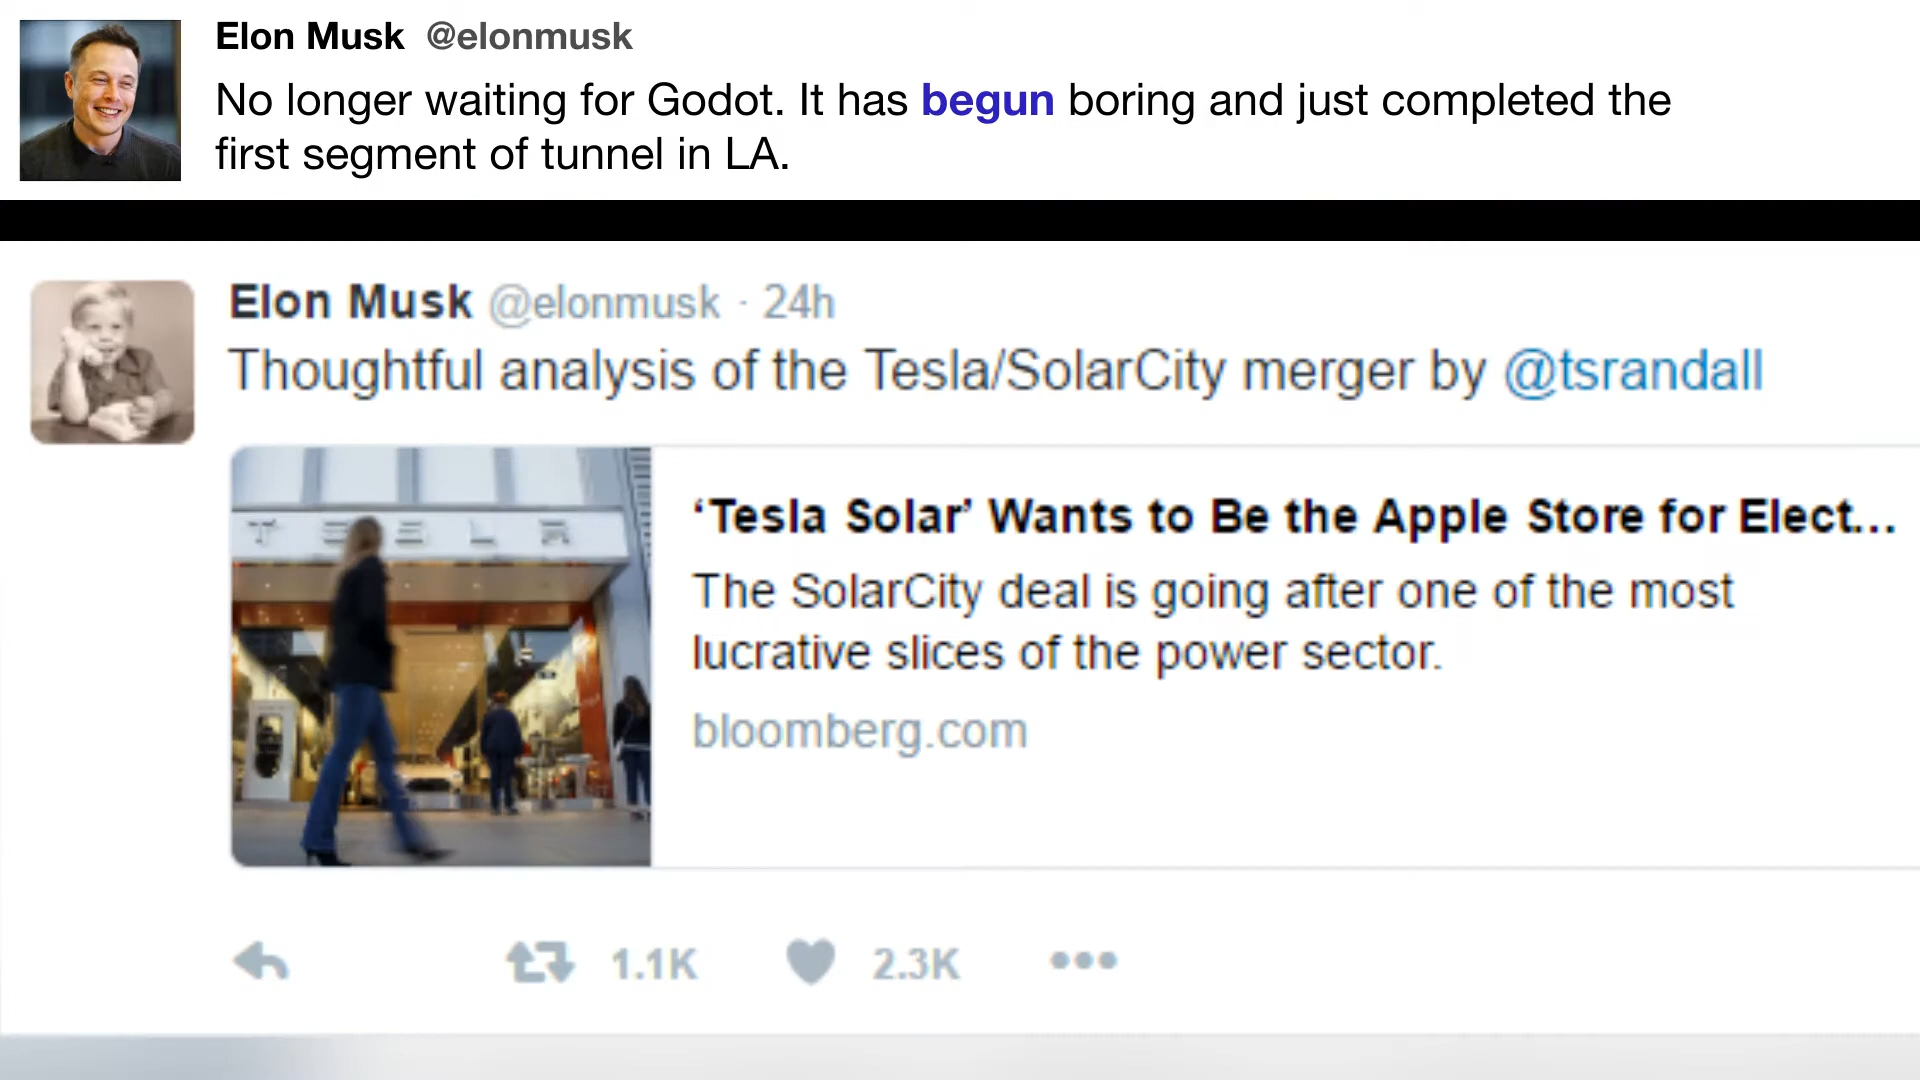 Elon Musk @elonmusk
No longer waiting for Godot. It has begun boring and just completed the
first segment of tunnel in LA.
Elon Musk @elonmusk · 24h
Thoughtful analysis of the Tesla/SolarCity merger by @tsrandall
TESLA
‘Tesla Solar’ Wants to Be the Apple Store for Elect...
The SolarCity deal is going after one of the most
lucrative slices of the power sector.
bloomberg.com
1.1K 2.3K